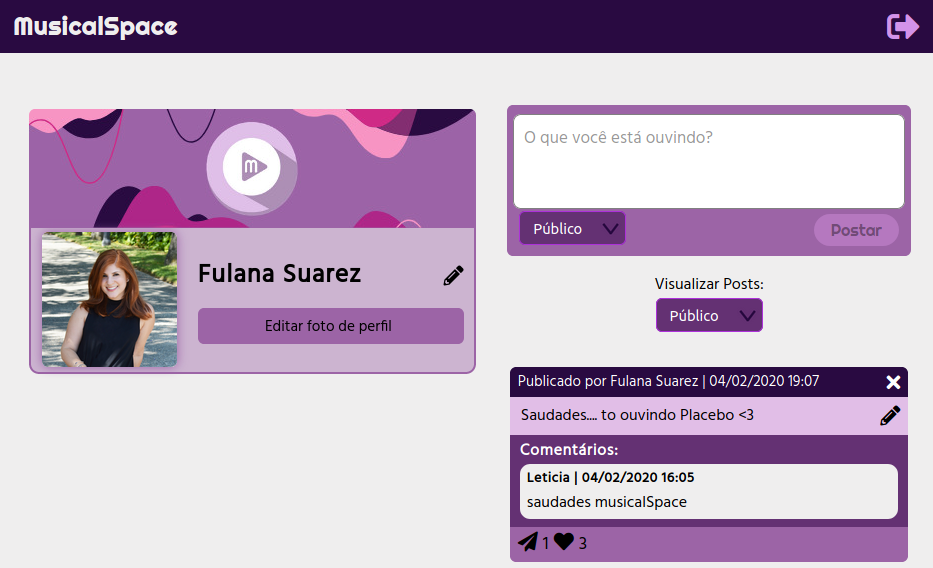 MusicalSpace
m
Fulana Suarez
Editar foto de perfil
O que você está ouvindo?
Público
Postar
Visualizar Posts:
Público
Publicado por Fulana Suarez | 04/02/2020 19:07
Saudades.... to ouvindo Placebo <3
Comentários:
Leticia | 04/02/2020 16:05
saudades musicalSpace
1 3